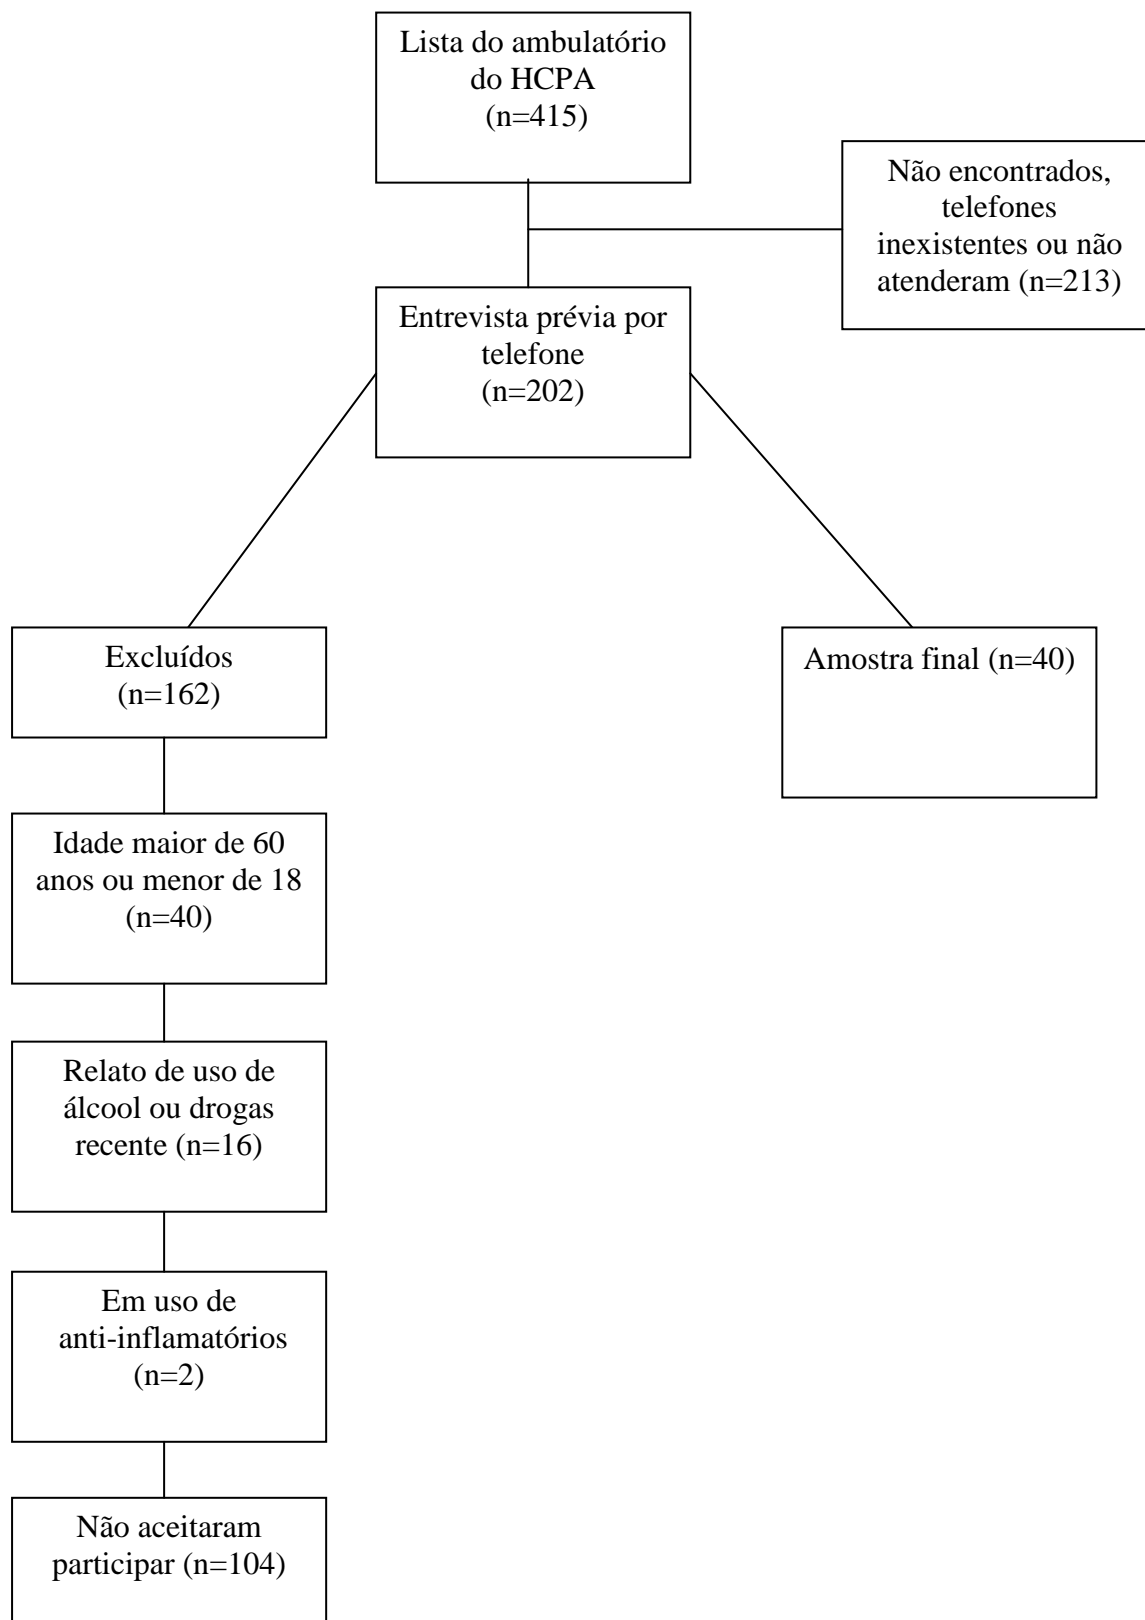 Lista do ambulatório
do HCPA
(n=415)
Não encontrados,
telefones
inexistentes ou não
atenderam (n=213)
Entrevista prévia por
telefone
(n=202)
Excluídos
(n=162)
Amostra final (n=40)
Idade maior de 60
anos ou menor de 18
(n=40)
Relato de uso de
álcool ou drogas
recente (n=16)
Em uso de
anti-inflamatórios
(n=2)
Não aceitaram
participar (n=104)